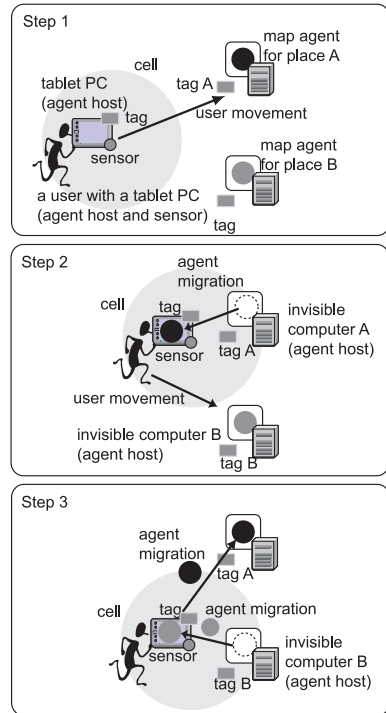 Step 1
map agent
for place A
cell
tablet PC
(agent host)
tag A
tag
user movement
sensor
map agent
for place B
a user with a tablet PC
(agent host and sensor)
tag
Step 2
agent
migration
cell
tag
invisible
computer A
(agent host)
tag A
sensor
user movement
invisible computer B
(agent host)
tag B
Step 3
agent
migration
tag A
cell
tag
agent migration
sensor
invisible
computer B
(agent host)
tag B